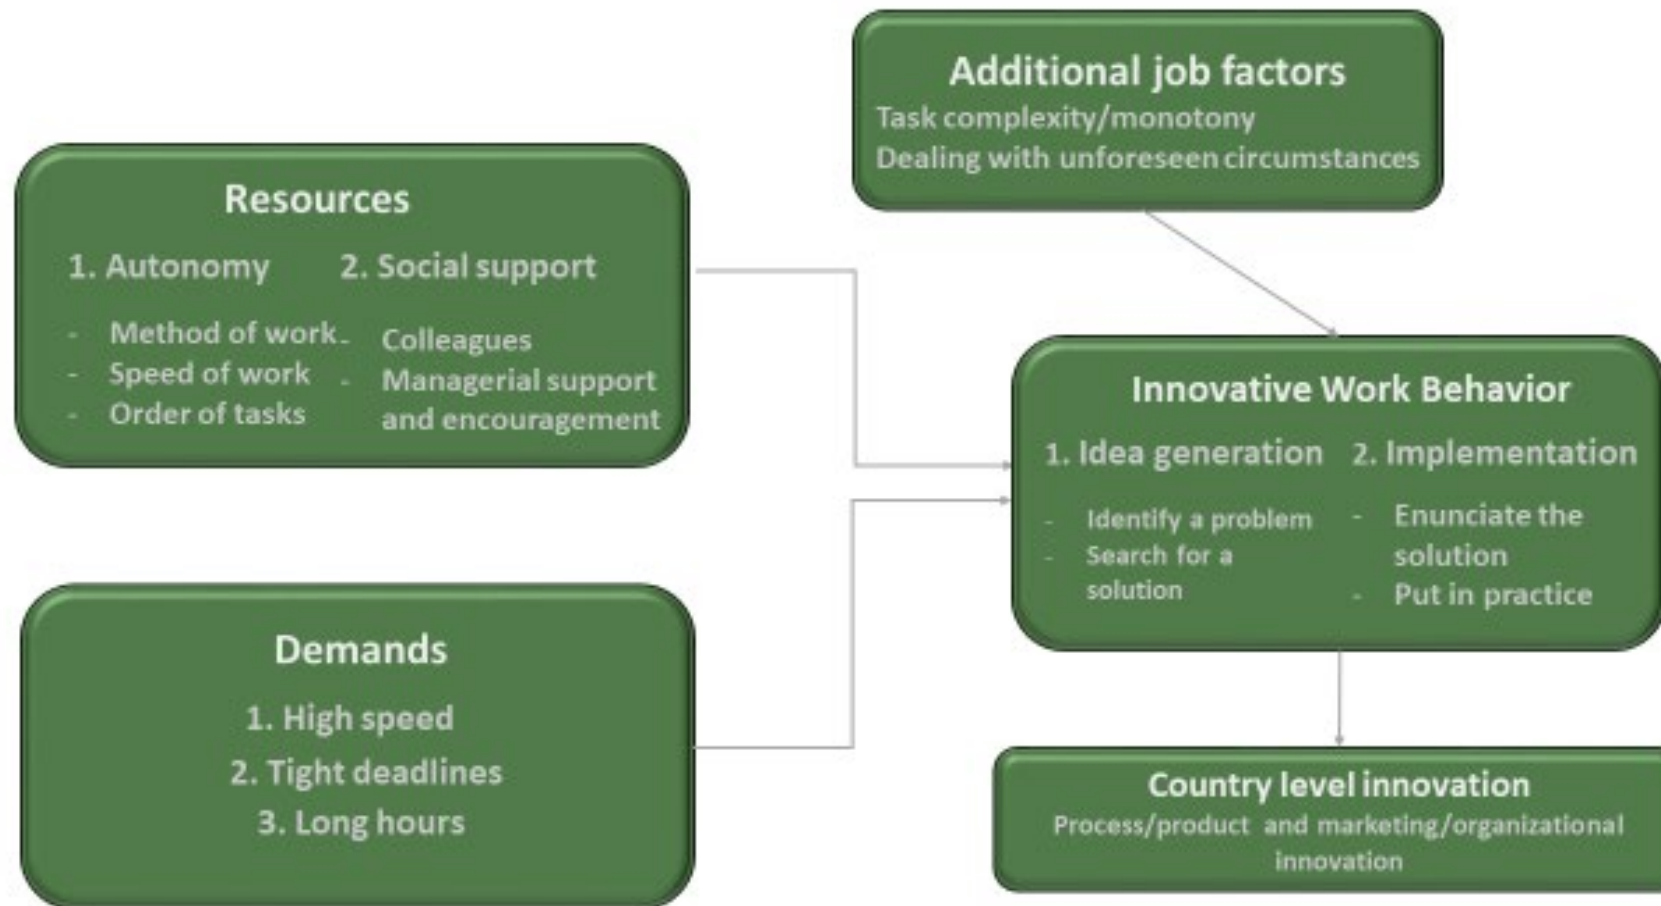 Additional job factors
Task complexity/monotony
Dealing with unforeseen circumstances
Resources
1. Autonomy
- Method of work
- Speed of work
- Order of tasks
2. Social support
- Colleagues
- Managerial support
and encouragement
Innovative Work Behavior
1. Idea generation
- Identify a problem
- Search for a
solution
2. Implementation
- Enunciate the
solution
- Put in practice
Demands
1. High speed
2. Tight deadlines
3. Long hours
Country level innovation
Process/product and marketing/organizational
innovation